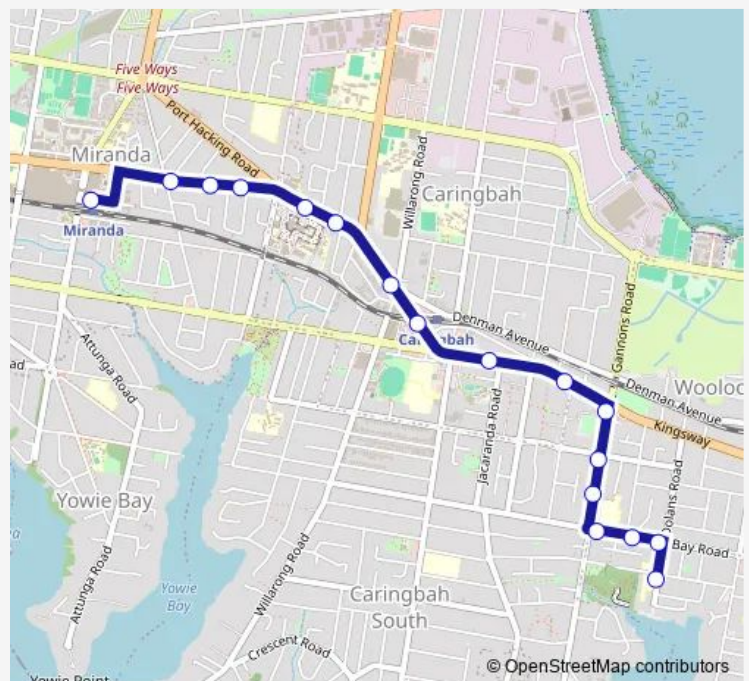 Five Ways
Five Ways
Port Hacking Road
Miranda
Willarong Road
Caringbah
Miranda
Denman Avenue
Gannons Road
Attunga Road
Denman Avenue
Jacaranda Road
Kingsway
Dolans Road
Yowie Bay
Bay Road
Attunga Road
Willarong Road
Yowie
Bay
Caringbah
South
Crescent Road
© OpenStreetMap contributors